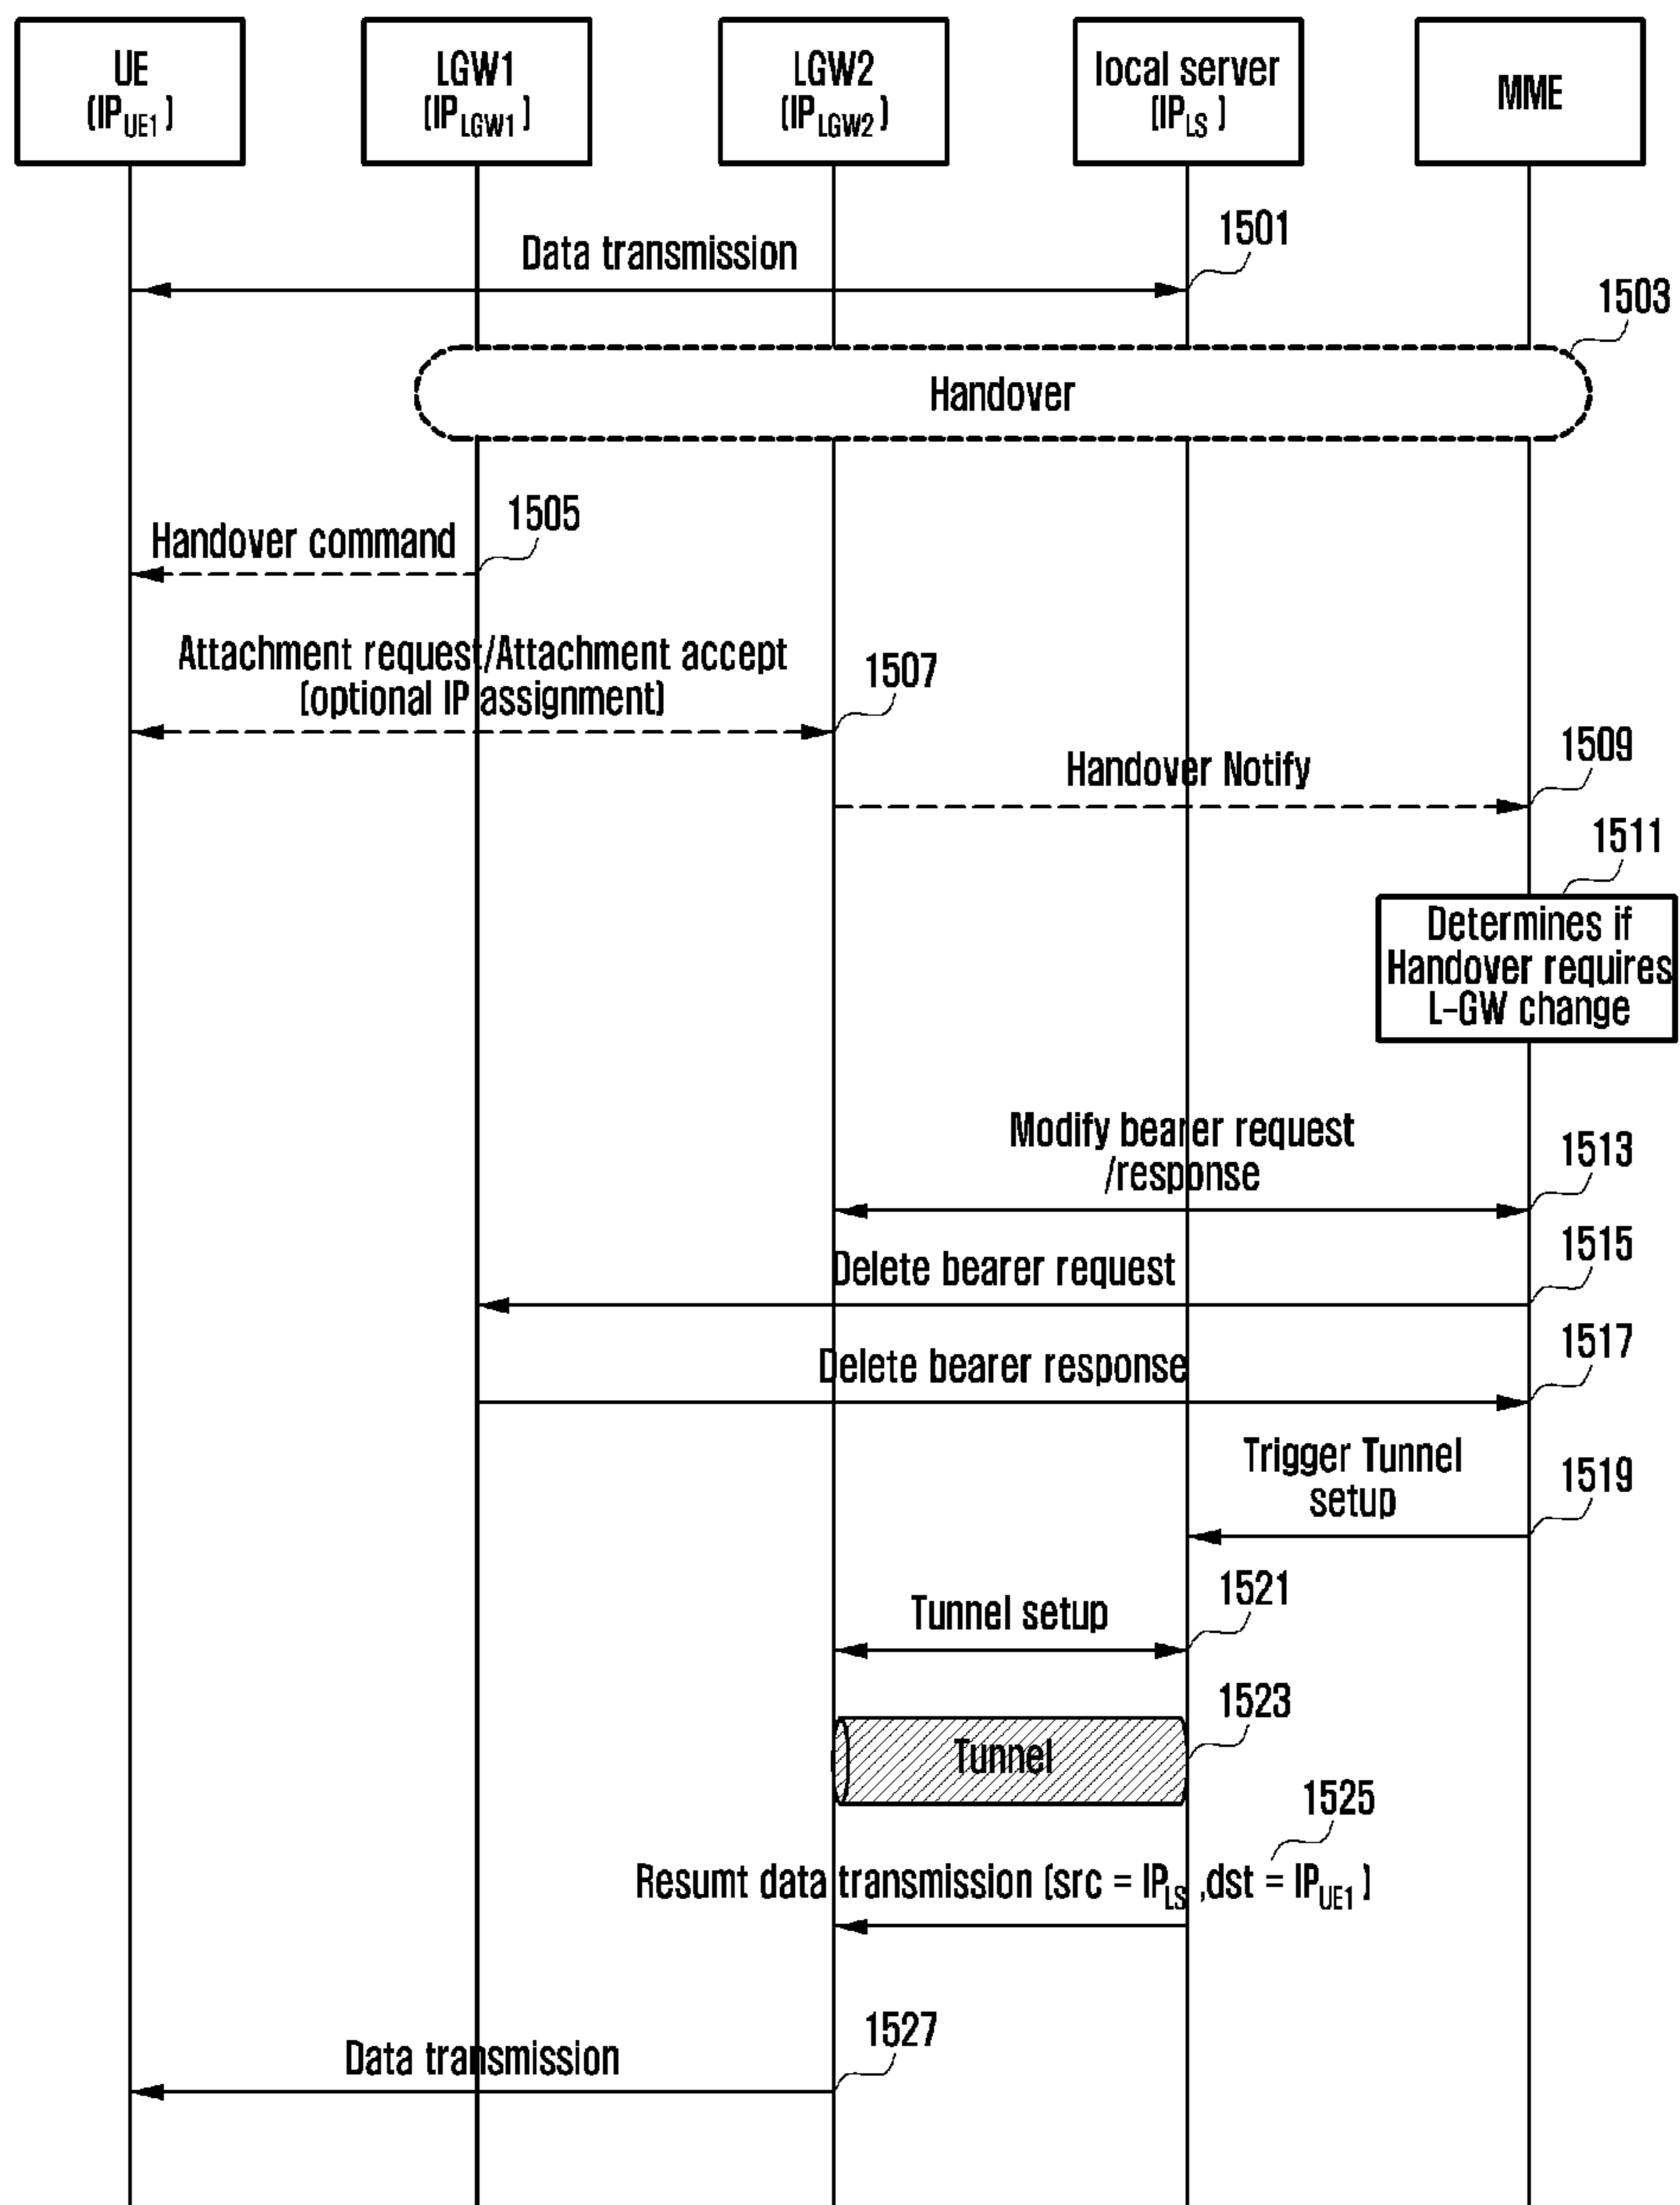 UE
(IPUE1 )
LGW1
(IPLGW1 )
LGW2
(IPLGW2 )
local server
(IPLS )
MME
1501
Data transmission
1503
Handover
1505
Handover command
Attachment request/Attachment accept
(optional IP assignment)
1507
1509
Handover Notify
1511
Determines if
Handover requires
L-GW change
Modify bearer request
/response
1513
1515
Delete bearer request
1517
Delete bearer response
Trigger Tunnel
setup
1519
1521
Tunnel setup
1523
Tunnel
1525
Resumt data transmission (src = IPLS ,dst = IPUE1 )
1527
Data transmission